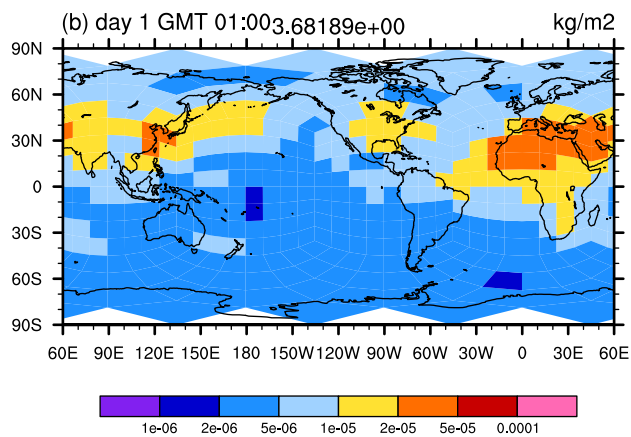 (b) day 1 GMT 01:00 3.68189e+00 kg/m2
90N
60N
30N
0
30S
60S
90S
60E 90E 120E 150E 180 150W 120W 90W 60W 30W 0 30E 60E
1e-06 2e-06 5e-06 1e-05 2e-05 5e-05 0.0001